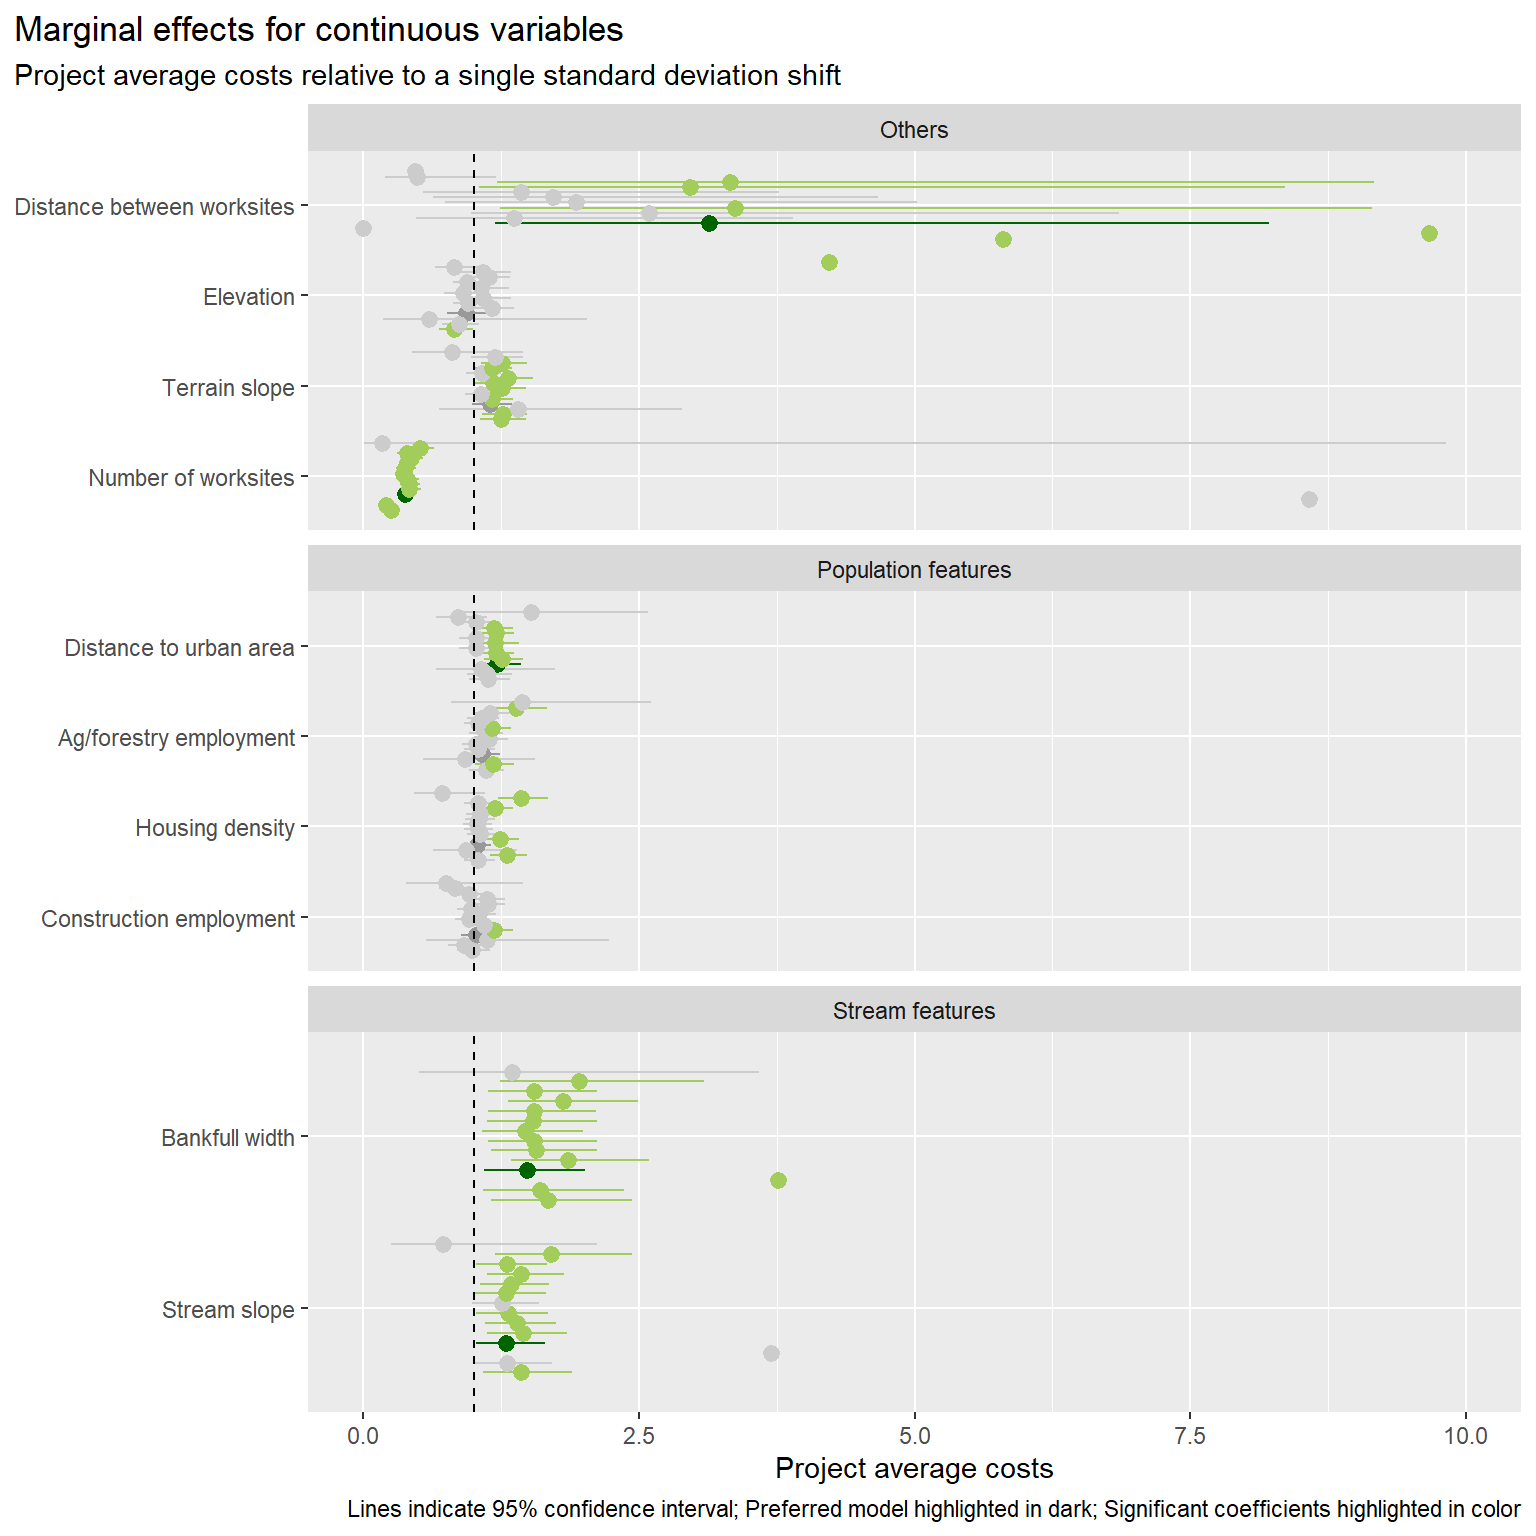 Marginal effects for continuous variables
Project average costs relative to a single standard deviation shift
Others
Distance between worksites
Elevation
Terrain slope
Number of worksites
Population features
Distance to urban area
Ag/forestry employment
Housing density
Construction employment
Stream features
Bankfull width
Stream slope
0.0 2.5 5.0 7.5 10.0
Project average costs
Lines indicate 95% confidence interval; Preferred model highlighted in dark; Significant coefficients highlighted in color